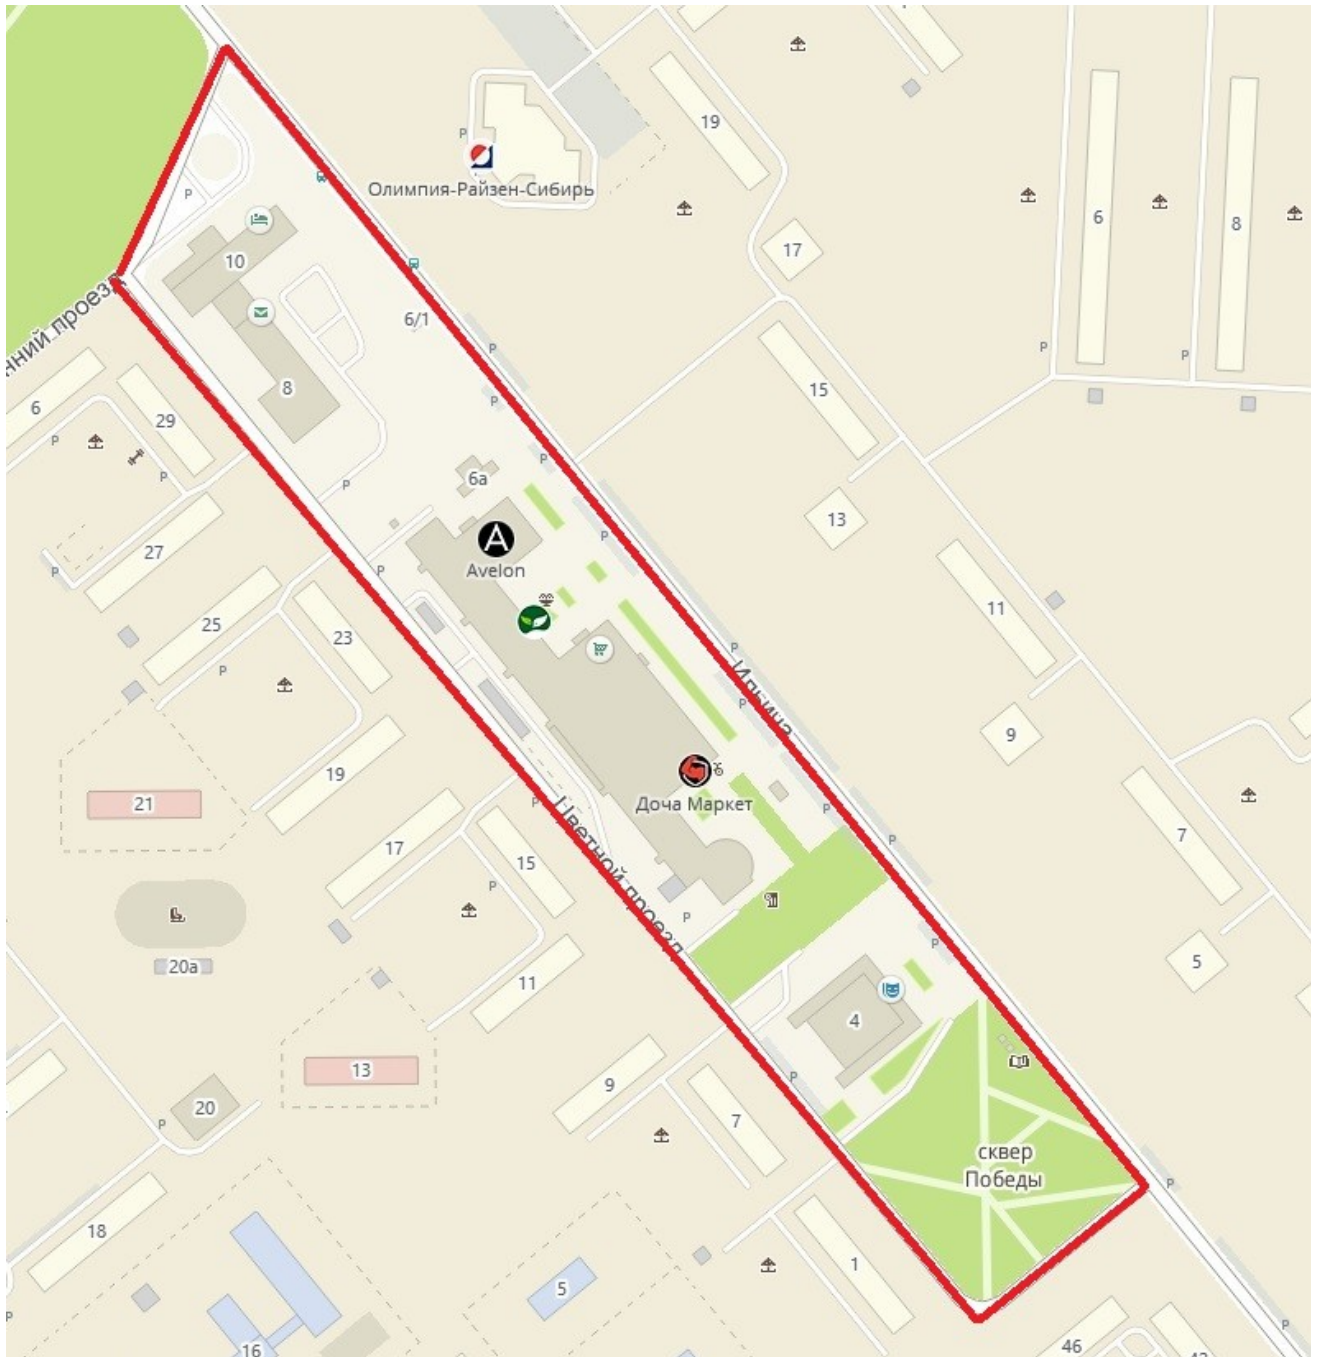 19
Олимпия-Райзен-Сибирь
P
P
6
8
17
10
нний проезд
6/1
P
P
P
15
8
6
29
P
P
P
P
P
6а
13
27
P
P
Avelon
P
11
25
23
P
P
Ильича
P
9
19
21
Доча Маркет
P
P
P
7
Цветной проезд
17
15
P
P
P
5
20а
11
4
13
9
P
20
7
P
сквер
Победы
P
18
1
5
P
P
46
16